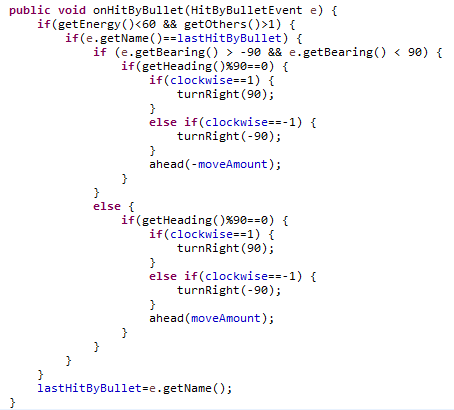 public void onHitByBullet(HitByBulletEvent e) {
    if(getEnergy()<60 && getOthers()>1) {
        if(e.getName()==lastHitByBullet) {
            if (e.getBearing() > -90 && e.getBearing() < 90) {
                if(getHeading()%90==0) {
                    if(clockwise==1) {
                        turnRight(90);
                    }
                    else if(clockwise==-1) {
                        turnRight(-90);
                    }
                    ahead(-moveAmount);
                }
            }
            else {
                if(getHeading()%90==0) {
                    if(clockwise==1) {
                        turnRight(90);
                    }
                    else if(clockwise==-1) {
                        turnRight(-90);
                    }
                    ahead(moveAmount);
                }
            }
        }
    }
    lastHitByBullet=e.getName();
}